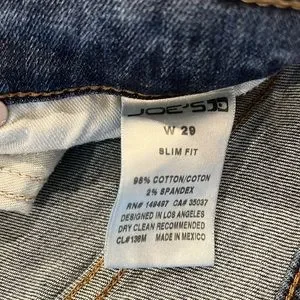 JOE'S
W 29
SLIM FIT
98% COTTON/COTON
2% SPANDEX
RN# 149497 CA# 35037
DESIGNED IN LOS ANGELES
DRY CLEAN RECOMMENDED
CL#138M MADE IN MEXICO